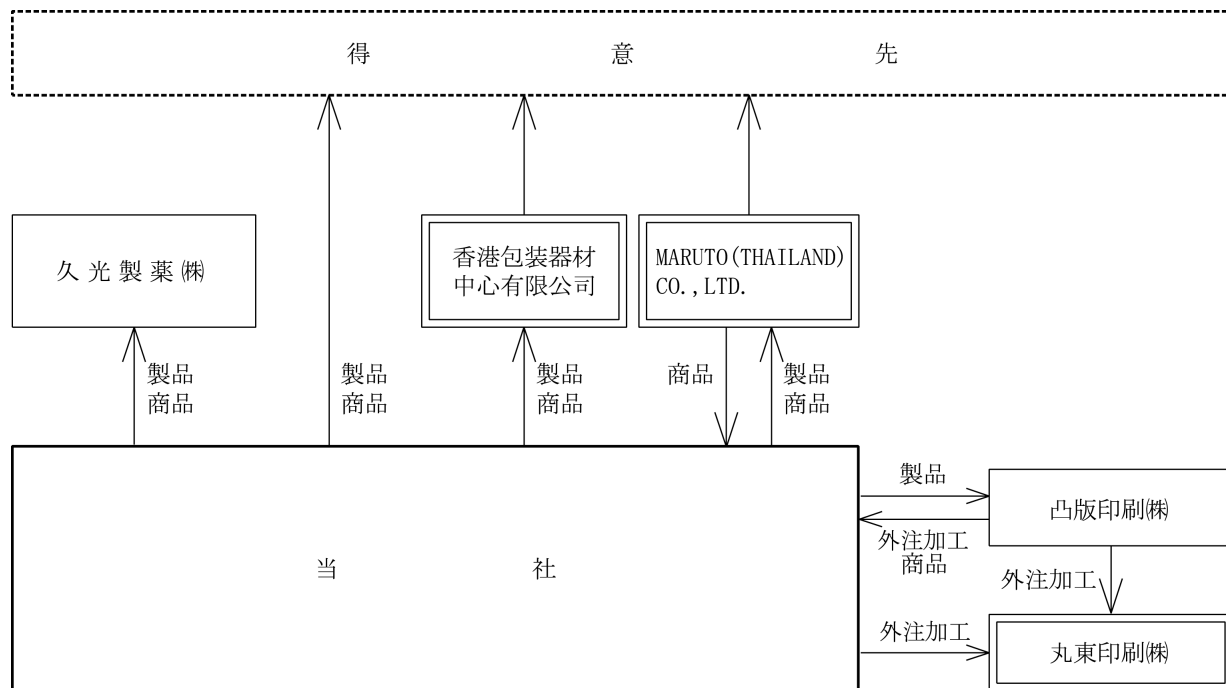 得意先
久光製薬㈱
香港包装器材
中心有限公司
MARUTO(THAILAND)
CO.,LTD.
製品
商品
製品
商品
製品
商品
商品
製品
商品
製品
凸版印刷㈱
外注加工
商品
当社
外注加工
外注加工
丸東印刷㈱